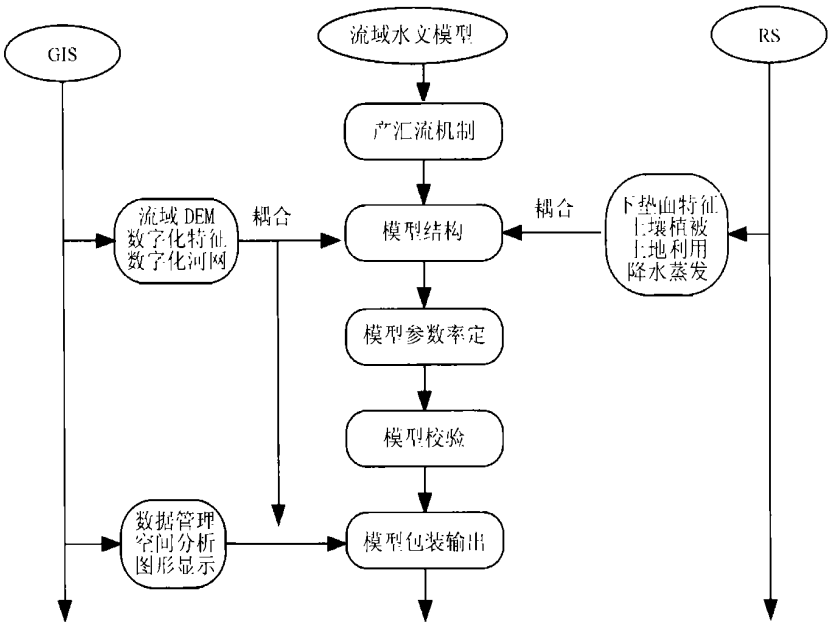 GIS
流域水文模型
RS
产汇流机制
流域 DEM
数字化特征
数字化河网
耦合
模型结构
耦合
下垫面特征
土壤植被
土地利用
降水蒸发
模型参数率定
模型校验
数据管理
空间分析
图形显示
模型包装输出